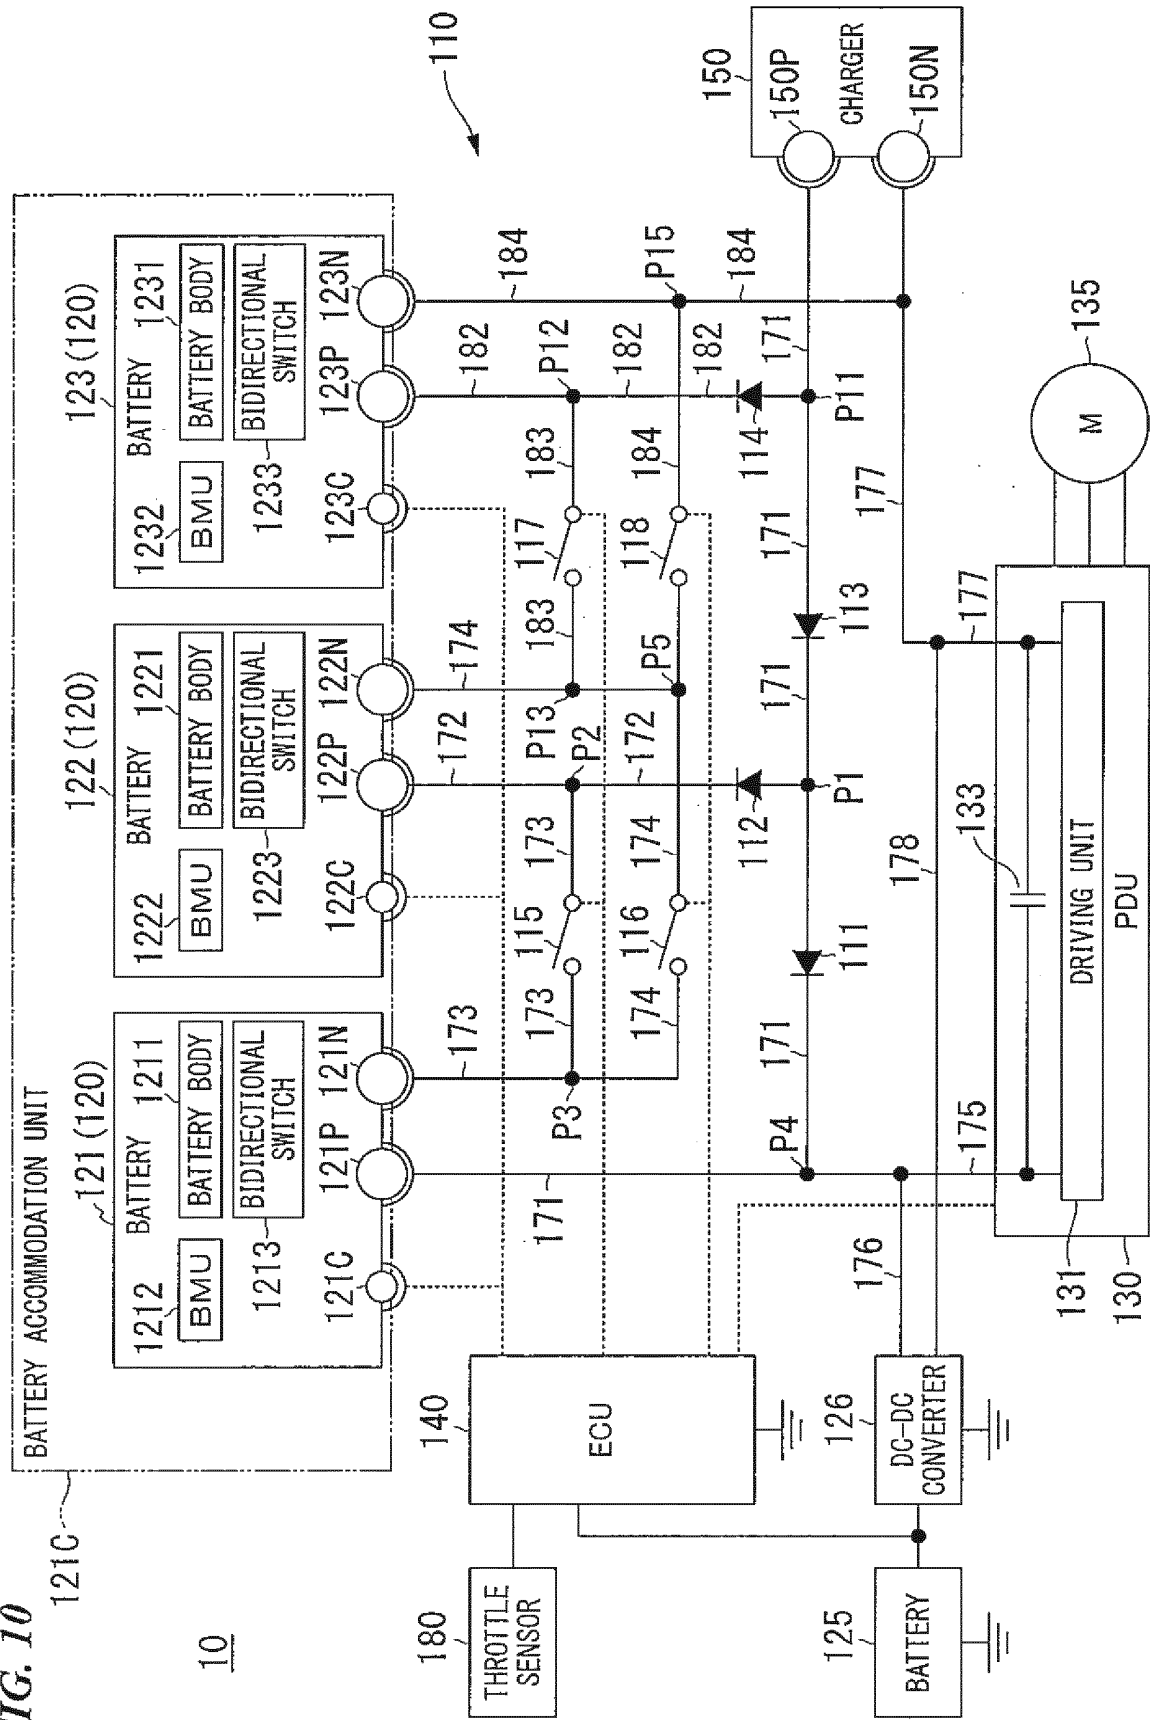 FIG. 10
10
BATTERY ACCOMMODATION UNIT
121C
121(120)
BATTERY
1211
BATTERY BODY
1212
BMU
BIDIRECTIONAL
SWITCH
1213
121C
121P
121N
122(120)
BATTERY
1221
BATTERY BODY
1222
BMU
BIDIRECTIONAL
SWITCH
1223
122C
122P
122N
123(120)
BATTERY
1231
BATTERY BODY
1232
BMU
BIDIRECTIONAL
SWITCH
1233
123C
123P
123N
110
173
172
174
182
184
P3
173
115
173
P2
P13
183
117
183
P12
182
174
116
174
172
P5
118
184
P15
182
184
171
P4
171
111
112
P1
171
113
171
114
P11
171
150
150P
CHARGER
150N
180
THROTTLE
SENSOR
140
ECU
125
BATTERY
126
DC-DC
CONVERTER
176
175
178
177
177
133
131
DRIVING UNIT
PDU
130
M
135